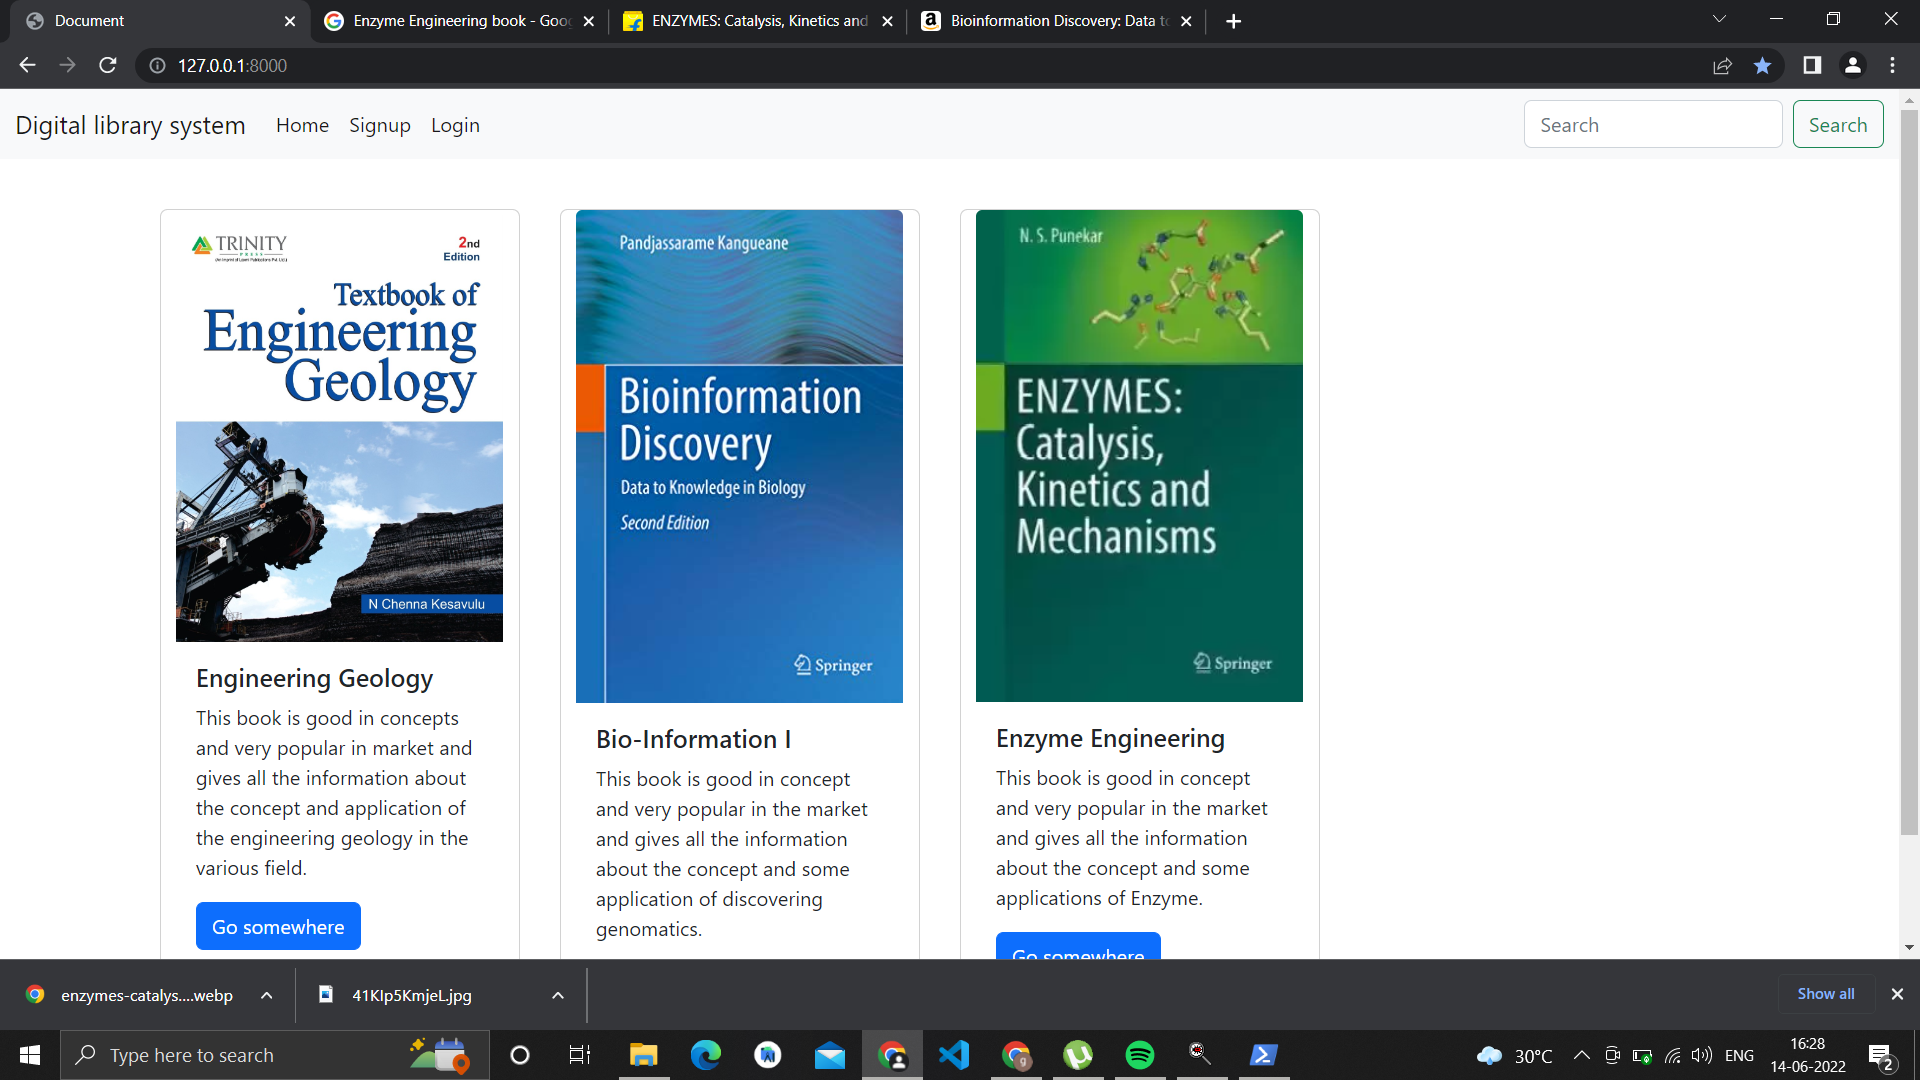 Document
Enzyme Engineering book - Goo
ENZYMES: Catalysis, Kinetics and
Bioinformation Discovery: Data to
127.0.0.1:8000
Digital library system
Home
Signup
Login
Search
Search
TRINITY
2nd
Edition
Textbook of
Engineering
Geology
N Chenna Kesavulu
Engineering Geology
This book is good in concepts
and very popular in market and
gives all the information about
the concept and application of
the engineering geology in the
various field.
Go somewhere
Pandjassarame Kangueane
Bioinformation
Discovery
Data to Knowledge in Biology
Second Edition
Springer
Bio-Information I
This book is good in concept
and very popular in the market
and gives all the information
about the concept and some
application of discovering
genomatics.
N. S. Punekar
ENZYMES:
Catalysis,
Kinetics and
Mechanisms
Springer
Enzyme Engineering
This book is good in concept
and very popular in the market
and gives all the information
about the concept and some
applications of Enzyme.
Go somewhere
enzymes-catalys....webp
41KIp5KmjeL.jpg
Show all
Type here to search
30°C
ENG
16:28
14-06-2022
2